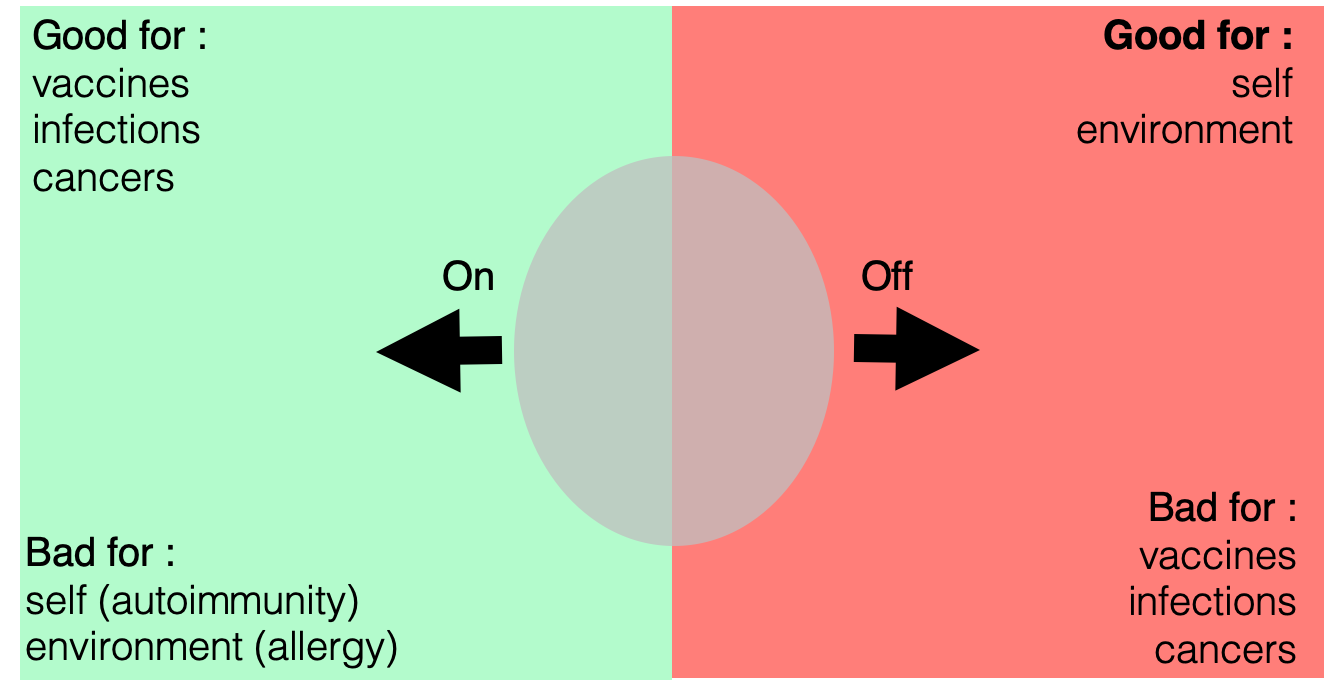 Good for :
vaccines
infections
cancers
Good for :
self
environment
On
Off
Bad for :
self (autoimmunity)
environment (allergy)
Bad for :
vaccines
infections
cancers